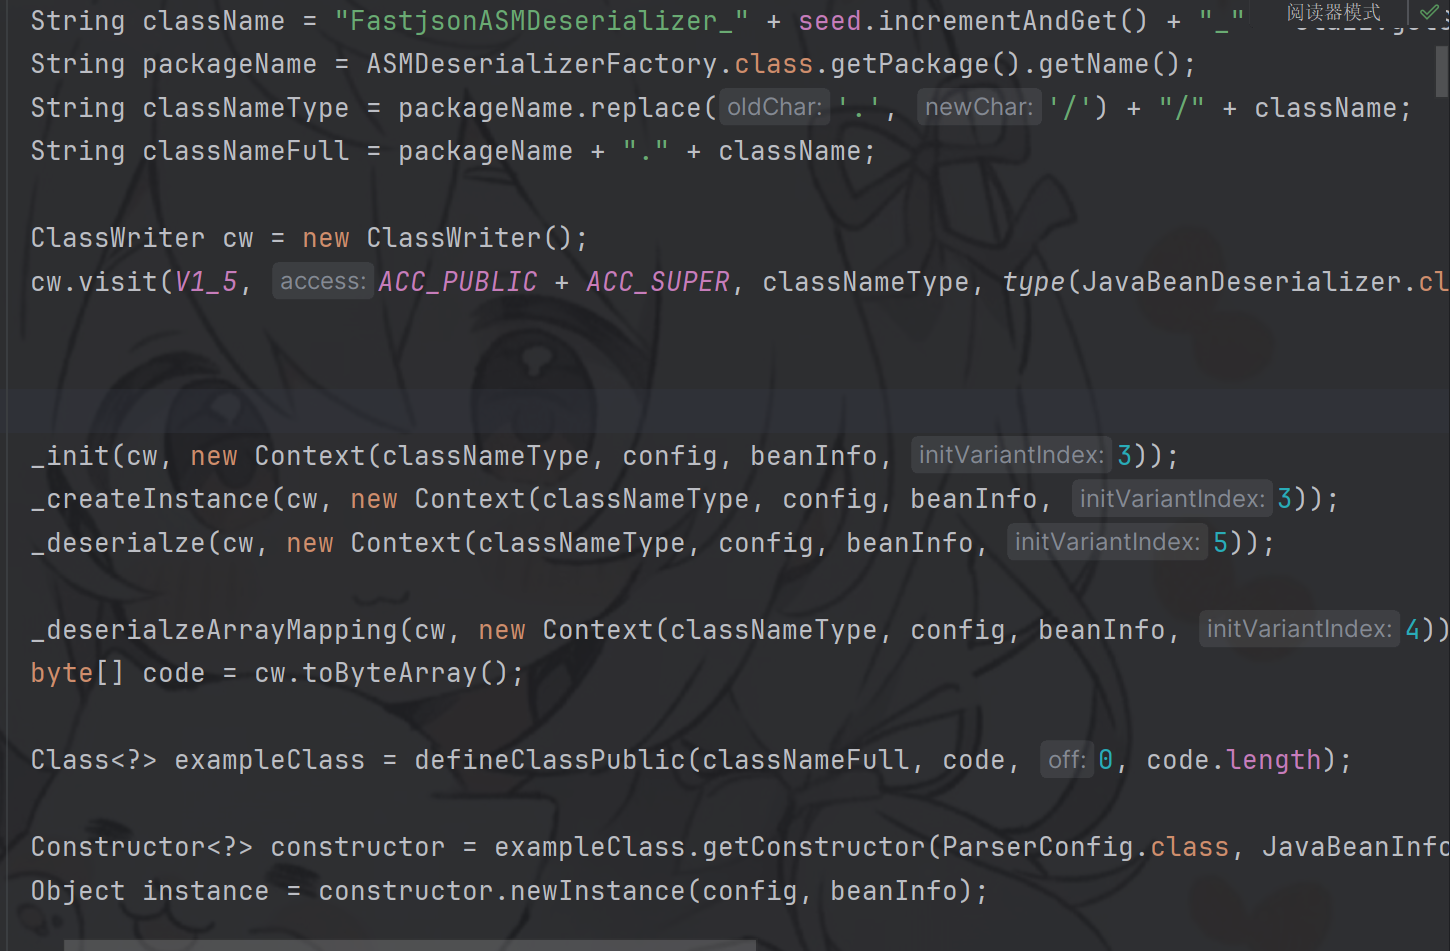 String className = "FastjsonASMDeserializer_" + seed.incrementAndGet() + "_"
阅读器模式
String packageName = ASMDeserializerFactory.class.getPackage().getName();
String classNameType = packageName.replace( oldChar: '.', newChar: '/') + "/" + className;
String classNameFull = packageName + "." + className;
ClassWriter cw = new ClassWriter();
cw.visit(V1_5, access: ACC_PUBLIC + ACC_SUPER, classNameType, type(JavaBeanDeserializer.cl
_init(cw, new Context(classNameType, config, beanInfo, initVariantIndex: 3));
_createInstance(cw, new Context(classNameType, config, beanInfo, initVariantIndex: 3));
_deserialze(cw, new Context(classNameType, config, beanInfo, initVariantIndex: 5));
_deserialzeArrayMapping(cw, new Context(classNameType, config, beanInfo, initVariantIndex: 4))
byte[] code = cw.toByteArray();
Class<?> exampleClass = defineClassPublic(classNameFull, code, off: 0, code.length);
Constructor<?> constructor = exampleClass.getConstructor(ParserConfig.class, JavaBeanInfo
Object instance = constructor.newInstance(config, beanInfo);